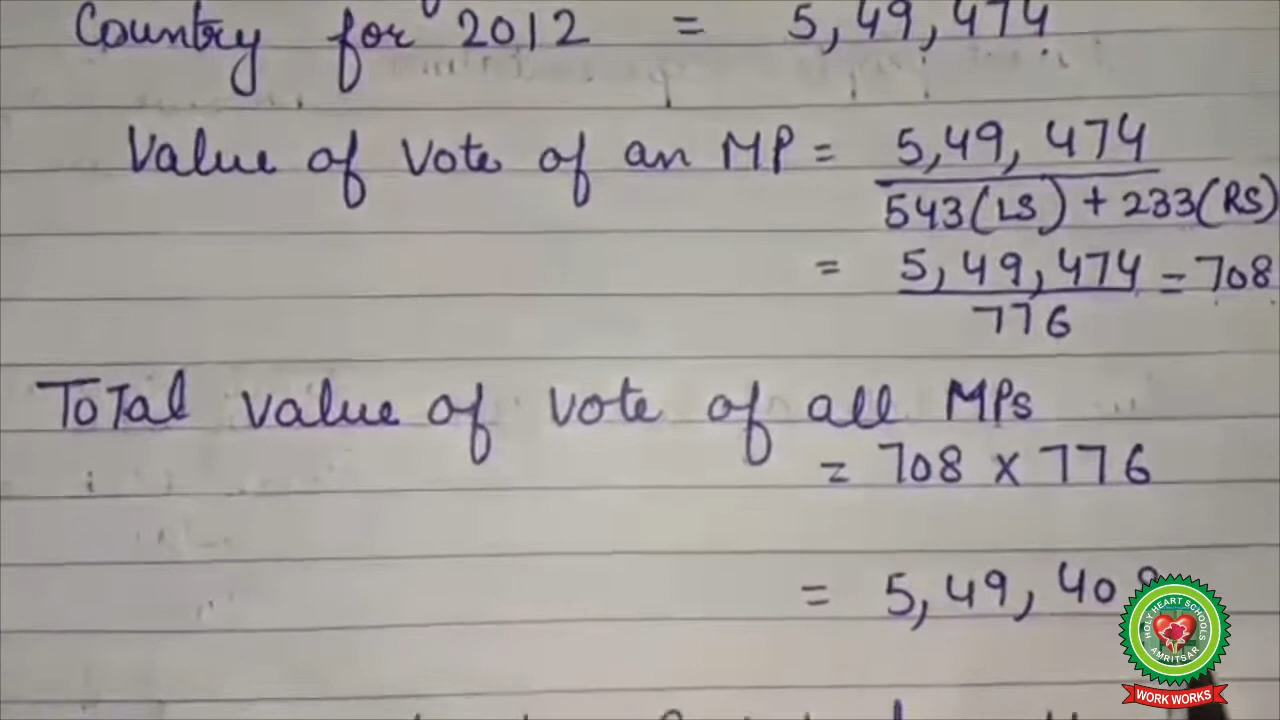 Country for 2012 = 5,49,474
Value of Vote of an MP = 5,49,474
543(LS) + 233(RS)
= 5,49,474 = 708
776
Total value of vote of all MPs
= 708 x 776
= 5,49,408
HOLY HEART SCHOOLS
AMRITSAR
WORK WORKS